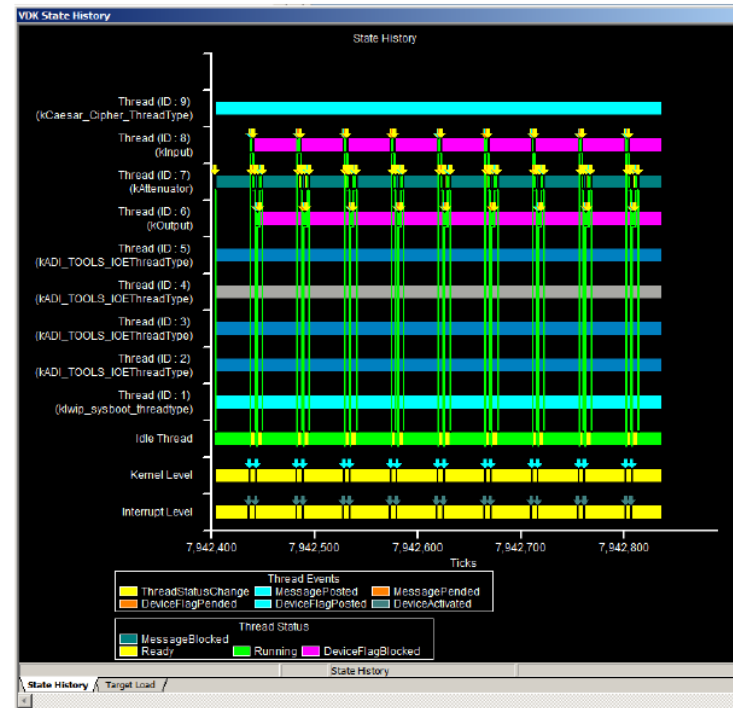 VDK State History
State History
Thread (ID : 9)
(kCaesar_Cipher_ThreadType)
Thread (ID : 8)
(kInput)
Thread (ID : 7)
(kAttenuator)
Thread (ID : 6)
(kOutput)
Thread (ID : 5)
(kADI_TOOLS_IOEThreadType)
Thread (ID : 4)
(kADI_TOOLS_IOEThreadType)
Thread (ID : 3)
(kADI_TOOLS_IOEThreadType)
Thread (ID : 2)
(kADI_TOOLS_IOEThreadType)
Thread (ID : 1)
(klwip_sysboot_threadtype)
Idle Thread
Kernel Level
Interrupt Level
7,942,400 7,942,500 7,942,600 7,942,700 7,942,800
Ticks
Thread Events
ThreadStatusChange MessagePosted MessagePended
DeviceFlagPended DeviceFlagPosted DeviceActivated
Thread Status
MessageBlocked
Ready Running DeviceFlagBlocked
State History
State History Target Load